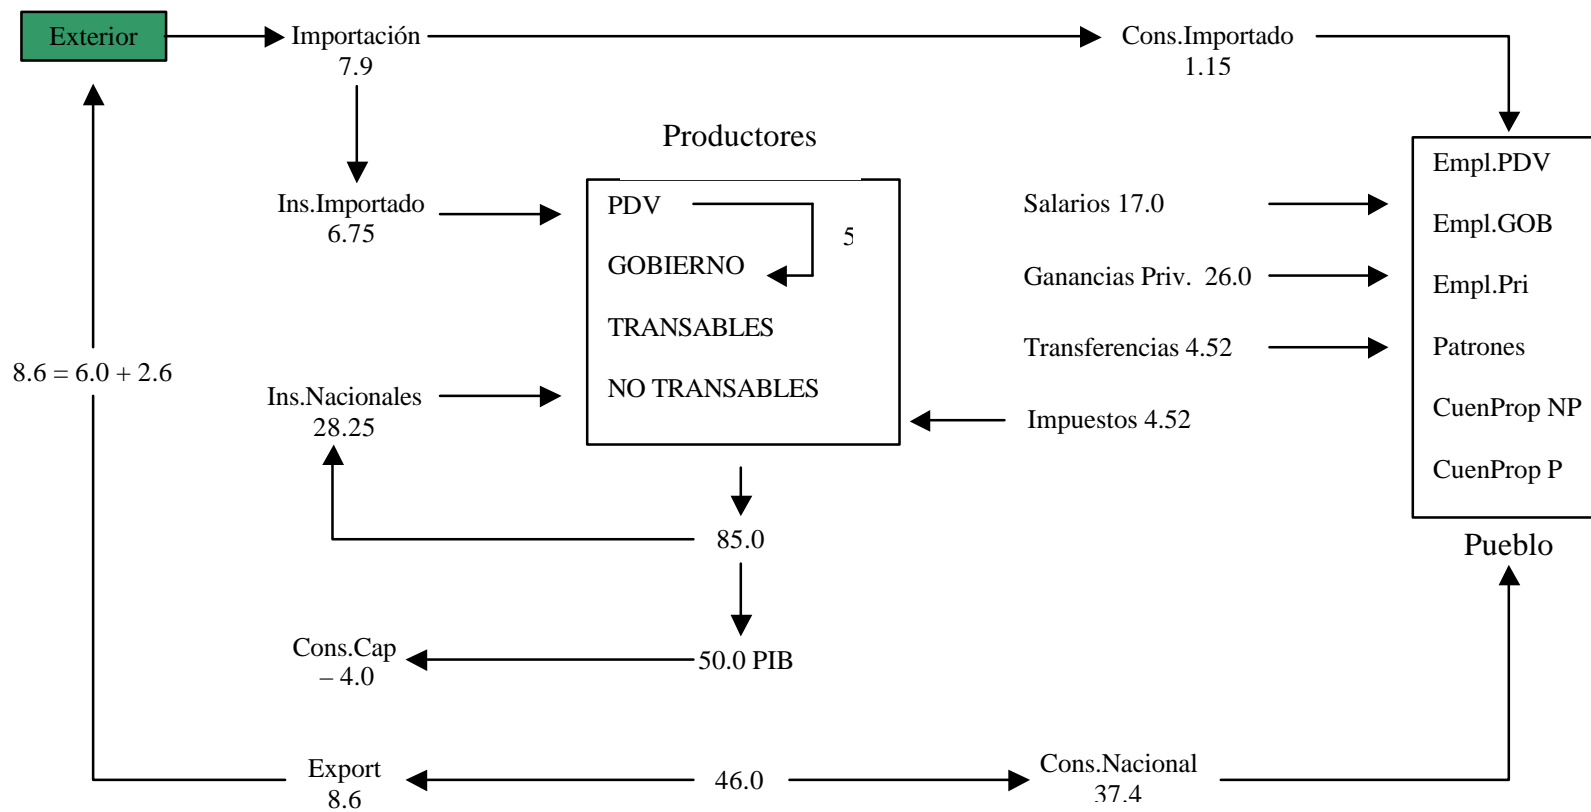 Exterior
Importación
7.9
Cons.Importado
1.15
Productores
Ins.Importado
6.75
PDV
5
GOBIERNO
TRANSABLES
NO TRANSABLES
Salarios 17.0
Ganancias Priv. 26.0
Transferencias 4.52
Impuestos 4.52
Empl.PDV
Empl.GOB
Empl.Pri
Patrones
CuenProp NP
CuenProp P
Pueblo
8.6 = 6.0 + 2.6
Ins.Nacionales
28.25
85.0
Cons.Cap
– 4.0
50.0 PIB
Export
8.6
46.0
Cons.Nacional
37.4